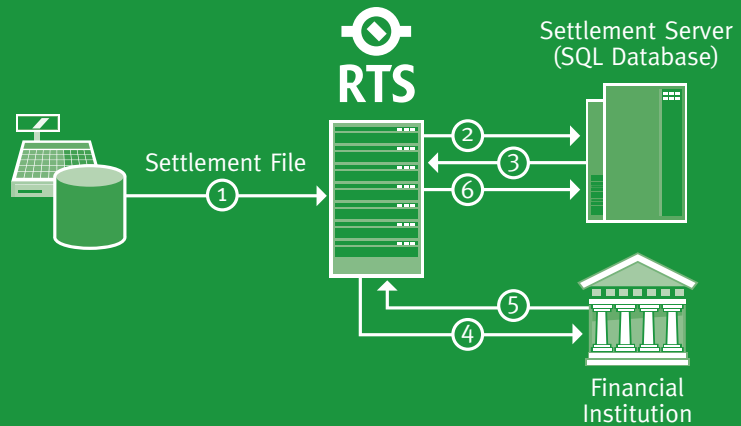 RTS
Settlement Server
(SQL Database)
Settlement File
1
2
3
6
5
4
Financial
Institution